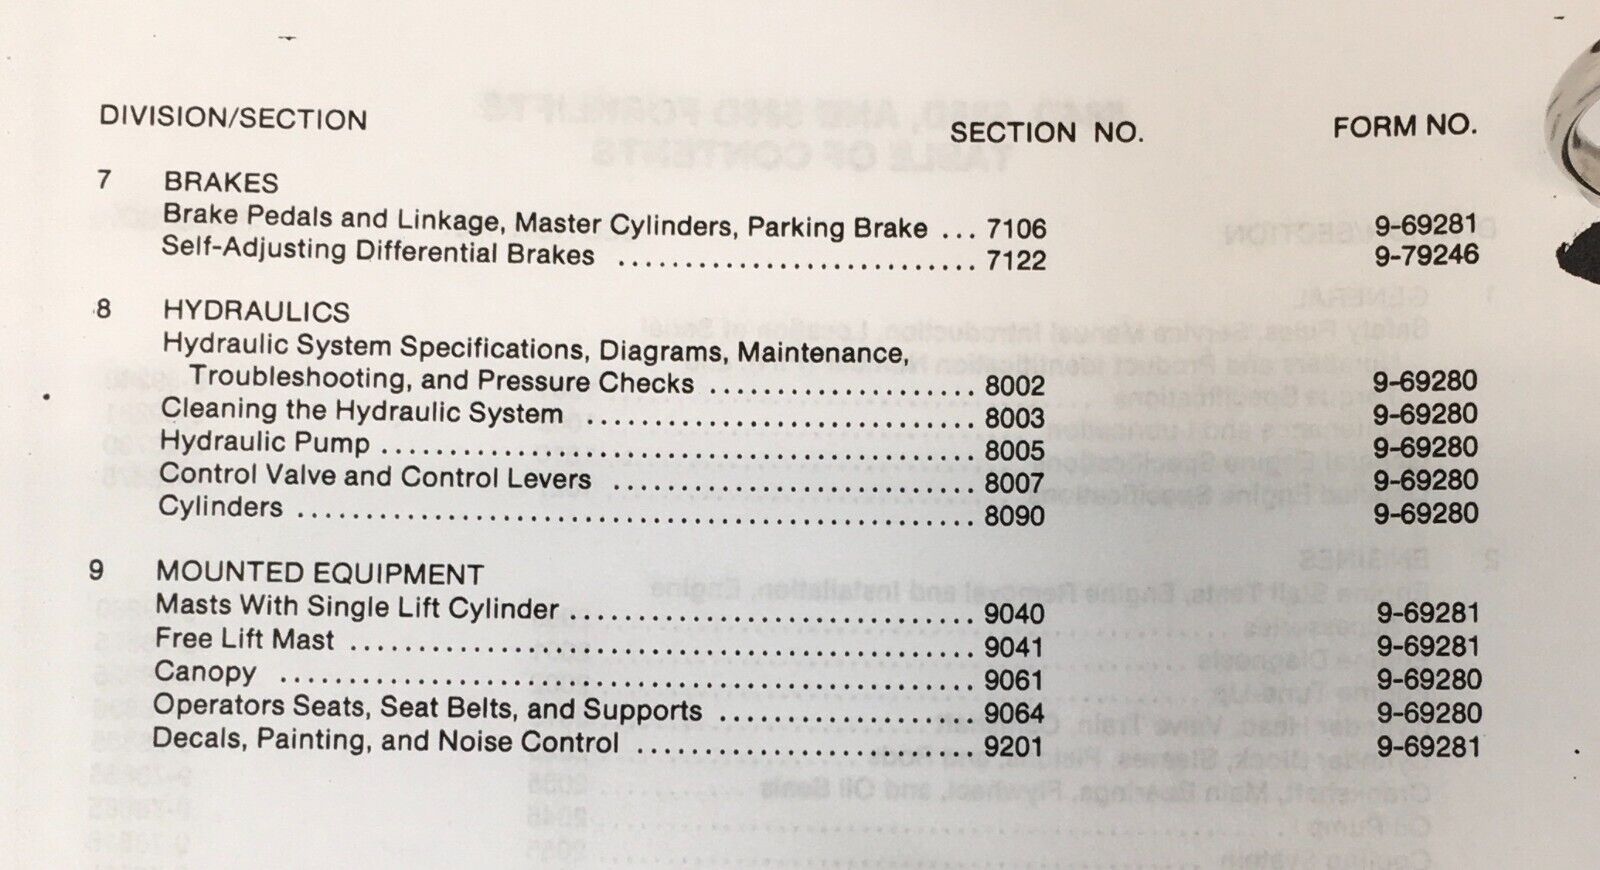 DIVISION/SECTION SECTION NO. FORM NO.
7 BRAKES
Brake Pedals and Linkage, Master Cylinders, Parking Brake ... 7106 9-69281
Self-Adjusting Differential Brakes ........................... 7122 9-79246
8 HYDRAULICS
Hydraulic System Specifications, Diagrams, Maintenance,
Troubleshooting, and Pressure Checks .................... 8002 9-69280
Cleaning the Hydraulic System ............................. 8003 9-69280
Hydraulic Pump ............................................ 8005 9-69280
Control Valve and Control Levers ........................... 8007 9-69280
Cylinders .................................................. 8090 9-69280
9 MOUNTED EQUIPMENT
Masts With Single Lift Cylinder .............................. 9040 9-69281
Free Lift Mast .............................................. 9041 9-69281
Canopy ................................................... 9061 9-69280
Operators Seats, Seat Belts, and Supports ................... 9064 9-69280
Decals, Painting, and Noise Control ......................... 9201 9-69281